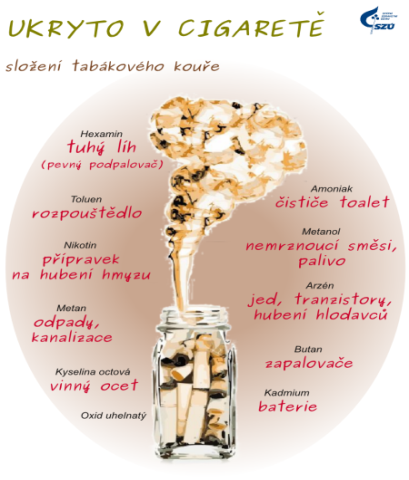 UKRYTO V CIGARETĚ
SZÚ
složení tabákového kouře
Hexamin
tuhý líh
(pevný podpalovač)
Toluen
rozpouštědlo
Nikotin
přípravek
na hubení hmyzu
Metan
odpady,
kanalizace
Kyselina octová
vinný ocet
Oxid uhelnatý
Amoniak
čističe toalet
Metanol
nemrznoucí směsi,
palivo
Arzén
jed, tranzistory,
hubení hlodavců
Butan
zapalovače
Kadmium
baterie